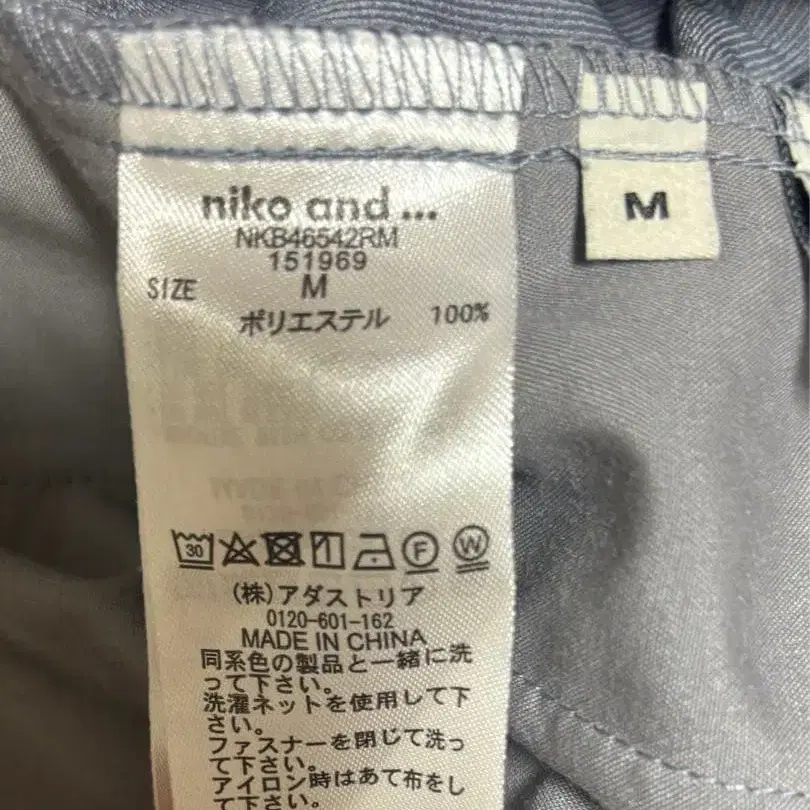 niko and ...
NKB46542RM
151969
SIZE M
ポリエステル 100%
M
30
F
W
(株)アダストリア
0120-601-162
MADE IN CHINA
同系色の製品と一緒に洗
って下さい。
洗濯ネットを使用して下
さい。
ファスナーを閉じて洗っ
て下さい。
アイロン時はあて布をし
て下さい。